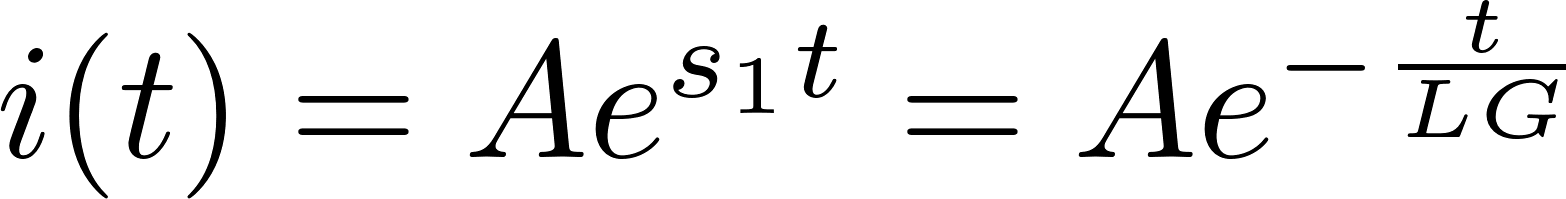 i(t) = Ae^{s_1 t} = Ae^{-\frac{t}{LG}}